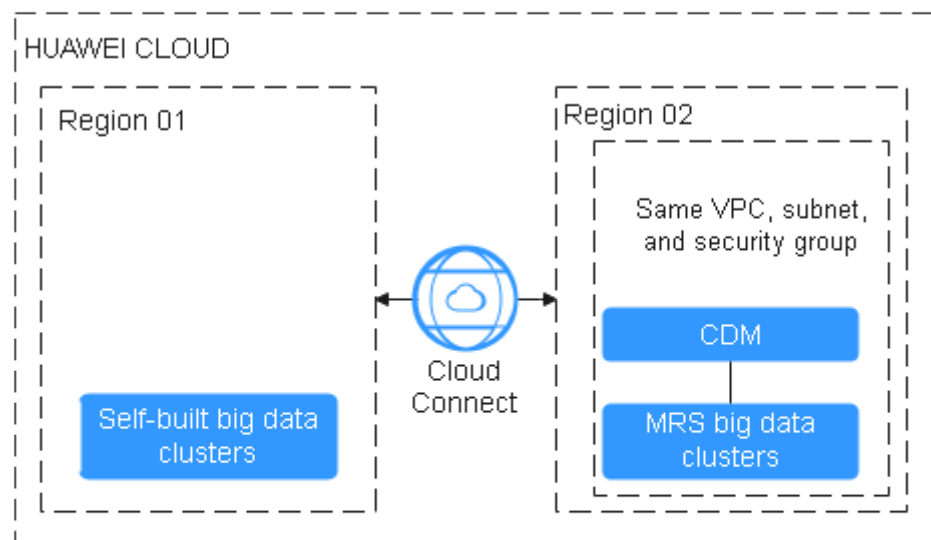 HUAWEI CLOUD
Region 01
Self-built big data
clusters
Cloud
Connect
Region 02
Same VPC, subnet,
and security group
CDM
MRS big data
clusters